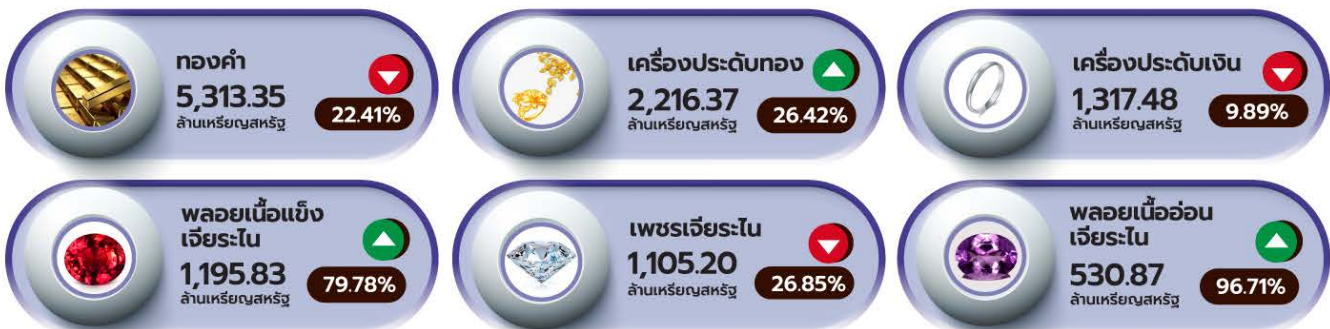 ทองคำ
5,313.35
ล้านเหรียญสหรัฐ
22.41%
เครื่องประดับทอง
2,216.37
ล้านเหรียญสหรัฐ
26.42%
เครื่องประดับเงิน
1,317.48
ล้านเหรียญสหรัฐ
9.89%
พลอยเนื้อแข็ง
เจียระไน
1,195.83
ล้านเหรียญสหรัฐ
79.78%
เพชรเจียระไน
1,105.20
ล้านเหรียญสหรัฐ
26.85%
พลอยเนื้ออ่อน
เจียระไน
530.87
ล้านเหรียญสหรัฐ
96.71%